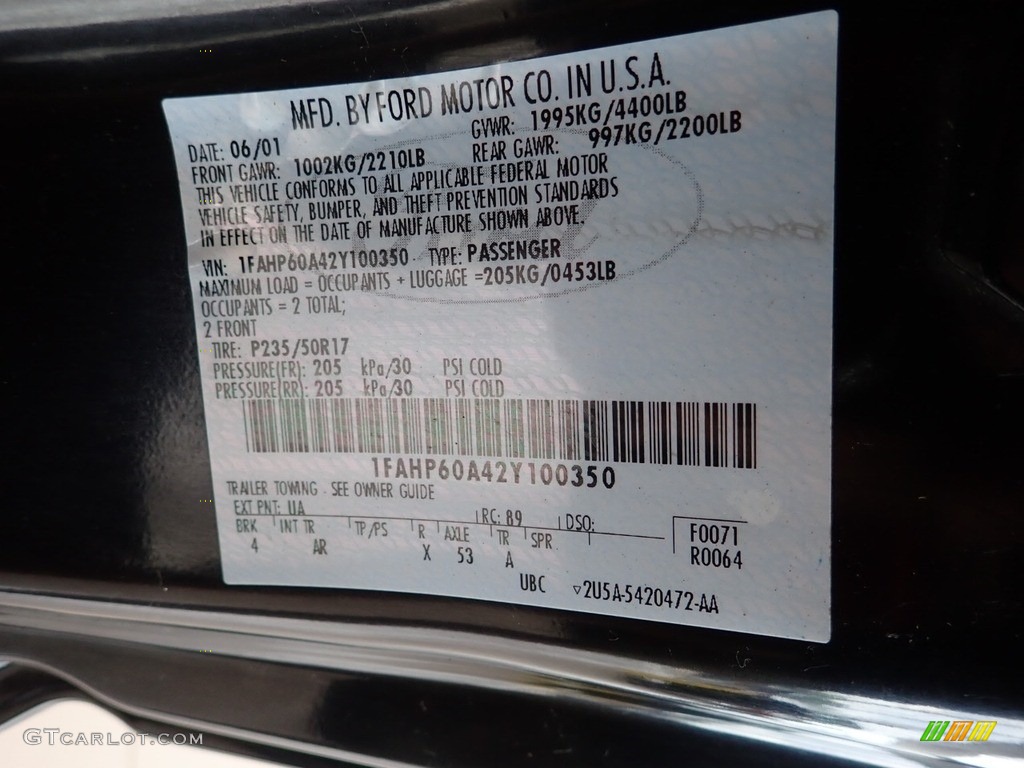 MFD. BY FORD MOTOR CO. IN U.S.A.
DATE: 06/01 GVWR: 1995KG/4400LB
FRONT GAWR: 1002KG/2210LB REAR GAWR: 997KG/2200LB
THIS VEHICLE CONFORMS TO ALL APPLICABLE FEDERAL MOTOR
VEHICLE SAFETY, BUMPER, AND THEFT PREVENTION STANDARDS
IN EFFECT ON THE DATE OF MANUFACTURE SHOWN ABOVE.
VIN: 1FAHP60A42Y100350 TYPE: PASSENGER
MAXIMUM LOAD = OCCUPANTS + LUGGAGE =205KG/0453LB
OCCUPANTS = 2 TOTAL;
2 FRONT
TIRE: P235/50R17
PRESSURE(FR): 205 kPa/30 PSI COLD
PRESSURE(RR): 205 kPa/30 PSI COLD
1FAHP60A42Y100350
TRAILER TOWING - SEE OWNER GUIDE
EXT PNT: UA RC: 89 DSO: F0071
BRK INT TR TP/PS R AXLE TR SPR R0064
4 AR X 53 A
UBC ▽2U5A-5420472-AA
GTCARLOT.COM